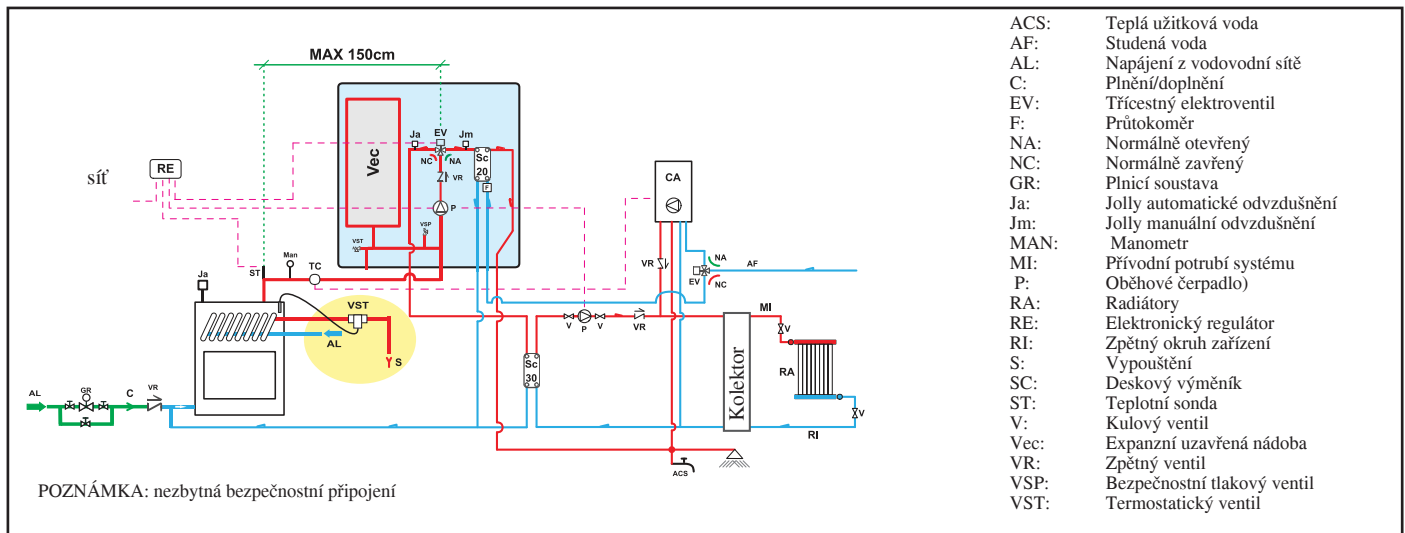 MAX 150cm
síť
RE
Vec
Ja
EV
Jm
NC
NA
Sc
20
F
VR
P
VSP
VST
CA
ST
Man
TC
Ja
VST
AL
S
VR
NA
EV
NC
AF
MI
V
P
V
VR
V
RA
Sc
30
Kolektor
V
RI
AL
GR
C
VR
ACS
POZNÁMKA: nezbytná bezpečnostní připojení
ACS: Teplá užitková voda
AF: Studená voda
AL: Napájení z vodovodní sítě
C: Plnění/doplnění
EV: Třícestný elektroventil
F: Průtokoměr
NA: Normálně otevřený
NC: Normálně zavřený
GR: Plnicí soustava
Ja: Jolly automatické odvzdušnění
Jm: Jolly manuální odvzdušnění
MAN: Manometr
MI: Přívodní potrubí systému
P: Oběhové čerpadlo)
RA: Radiátory
RE: Elektronický regulátor
RI: Zpětný okruh zařízení
S: Vypouštění
SC: Deskový výměník
ST: Teplotní sonda
V: Kulový ventil
Vec: Expanzní uzavřená nádoba
VR: Zpětný ventil
VSP: Bezpečnostní tlakový ventil
VST: Termostatický ventil